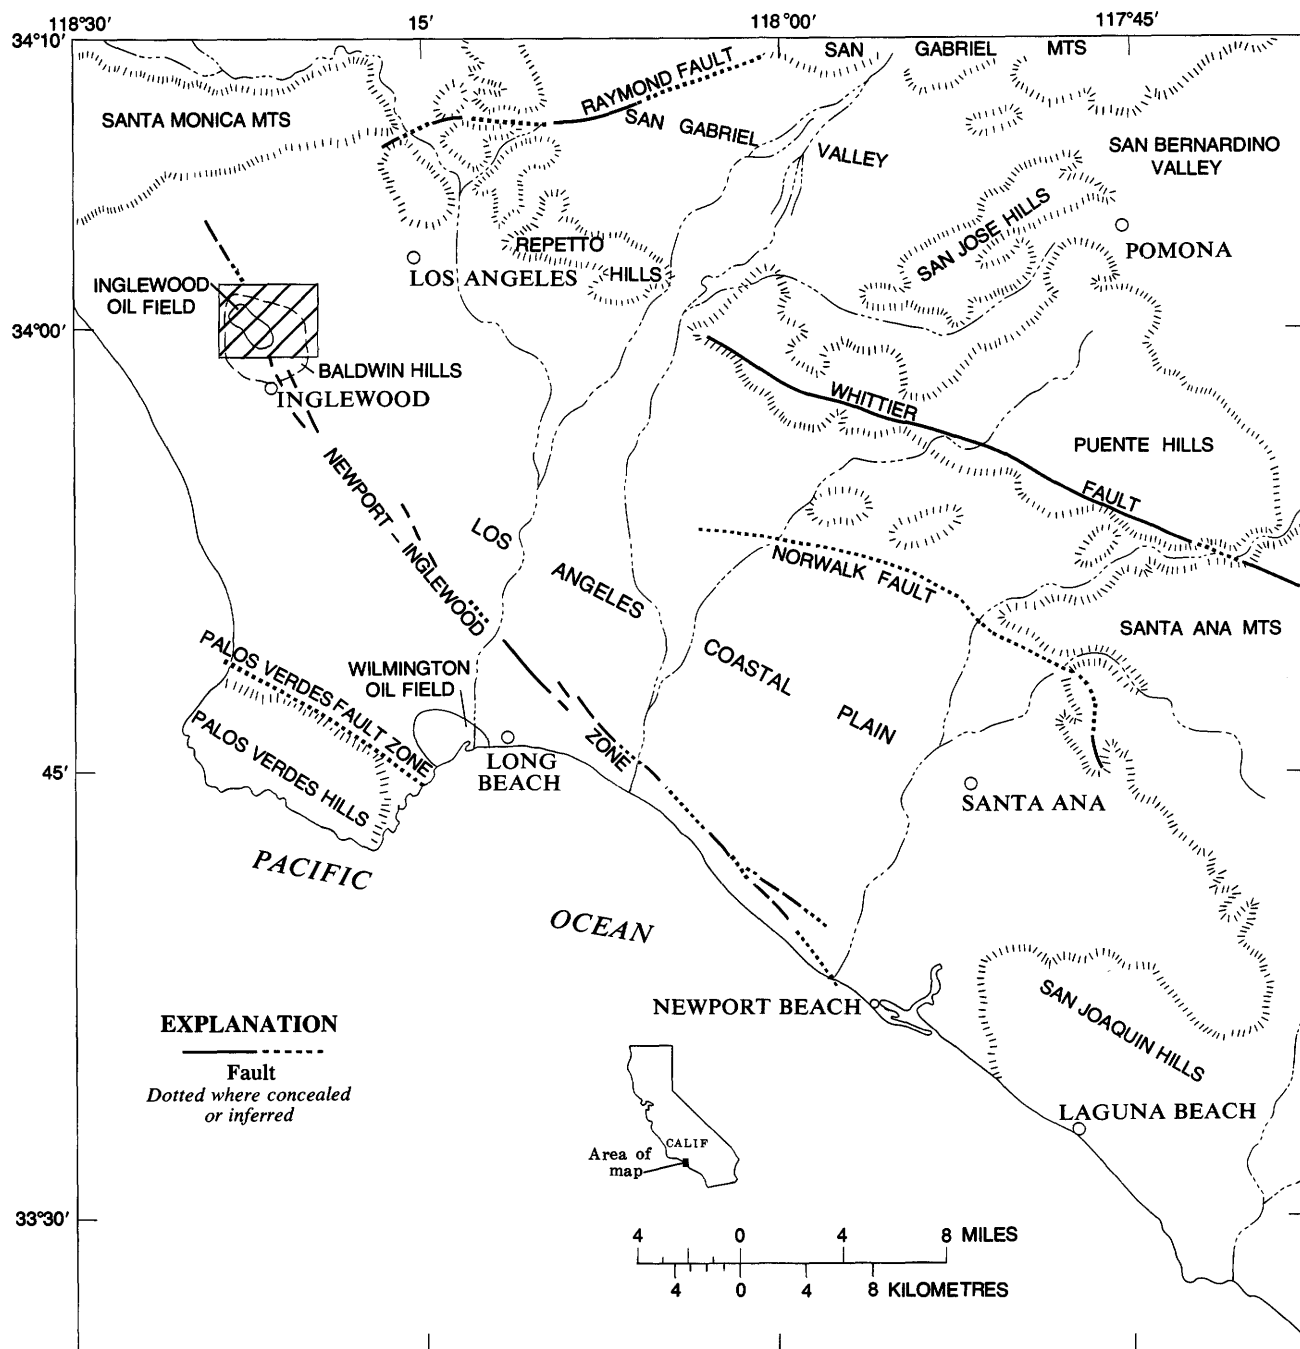 118°30′ 15′ 118°00′ 117°45′
34°10′
SAN GABRIEL MTS
RAYMOND FAULT
SANTA MONICA MTS
SAN GABRIEL VALLEY
SAN BERNARDINO
VALLEY
SAN JOSE HILLS
POMONA
REPETTO
HILLS
LOS ANGELES
INGLEWOOD
OIL FIELD
34°00′
BALDWIN HILLS
INGLEWOOD
WHITTIER FAULT
PUENTE HILLS
NEWPORT – INGLEWOOD ZONE
LOS ANGELES COASTAL PLAIN
NORWALK FAULT
SANTA ANA MTS
PALOS VERDES FAULT ZONE
WILMINGTON
OIL FIELD
PALOS VERDES HILLS
LONG
BEACH
45′
SANTA ANA
PACIFIC OCEAN
NEWPORT BEACH
SAN JOAQUIN HILLS
LAGUNA BEACH
EXPLANATION
Fault
Dotted where concealed
or inferred
CALIF
Area of
map
33°30′
4 0 4 8 MILES
4 0 4 8 KILOMETRES